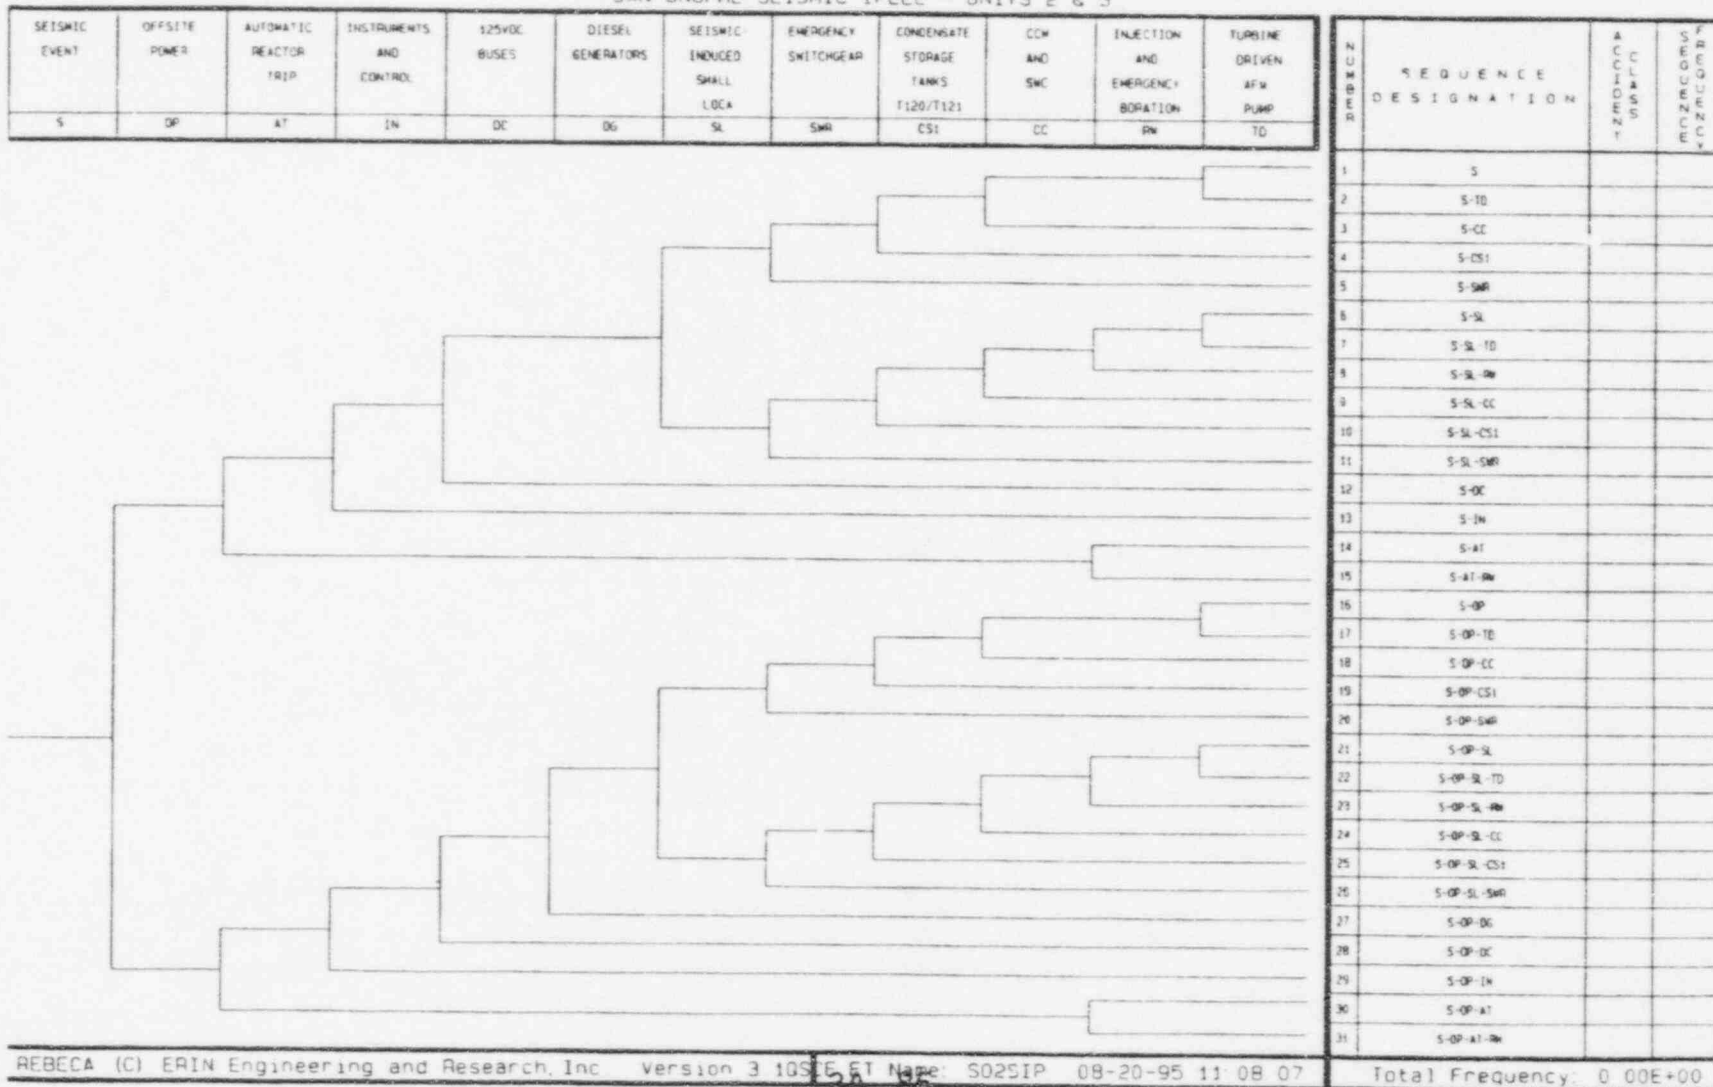 SEISMIC EVENT
OFFSITE POWER
AUTOMATIC REACTOR TRIP
INSTRUMENTS AND CONTROL
125VDC BUSES
DIESEL GENERATORS
SEISMIC- INDUCED SMALL LOCA
EMERGENCY SWITCHGEAR
CONDENSATE STORAGE TANKS T120/T121
CCW AND SWC
INJECTION AND EMERGENCY BORATION
TURBINE DRIVEN AFW PUMP
S OP AT IN DC DG SL SWR CS1 CC RW TD
NUMBER
SEQUENCE DESIGNATION
ACCIDENT CLASS
SEQUENCE FREQUENCY
1 S
2 S-TD
3 S-CC
4 S-CS1
5 S-SWR
6 S-SL
7 S-SL-TD
8 S-SL-RW
9 S-SL-CC
10 S-SL-CS1
11 S-SL-SWR
12 S-DC
13 S-IN
14 S-AT
15 S-AT-RW
16 S-OP
17 S-OP-TD
18 S-OP-CC
19 S-OP-CS1
20 S-OP-SWR
21 S-OP-SL
22 S-OP-SL-TD
23 S-OP-SL-RW
24 S-OP-SL-CC
25 S-OP-SL-CS1
26 S-OP-SL-SWR
27 S-OP-DG
28 S-OP-DC
29 S-OP-IN
30 S-OP-AT
31 S-OP-AT-RW
REBECA (C) ERIN Engineering and Research, Inc Version 3 ET Name: SO2SIP 08-20-95 11:08:07
Total Frequency: 0.00E+00